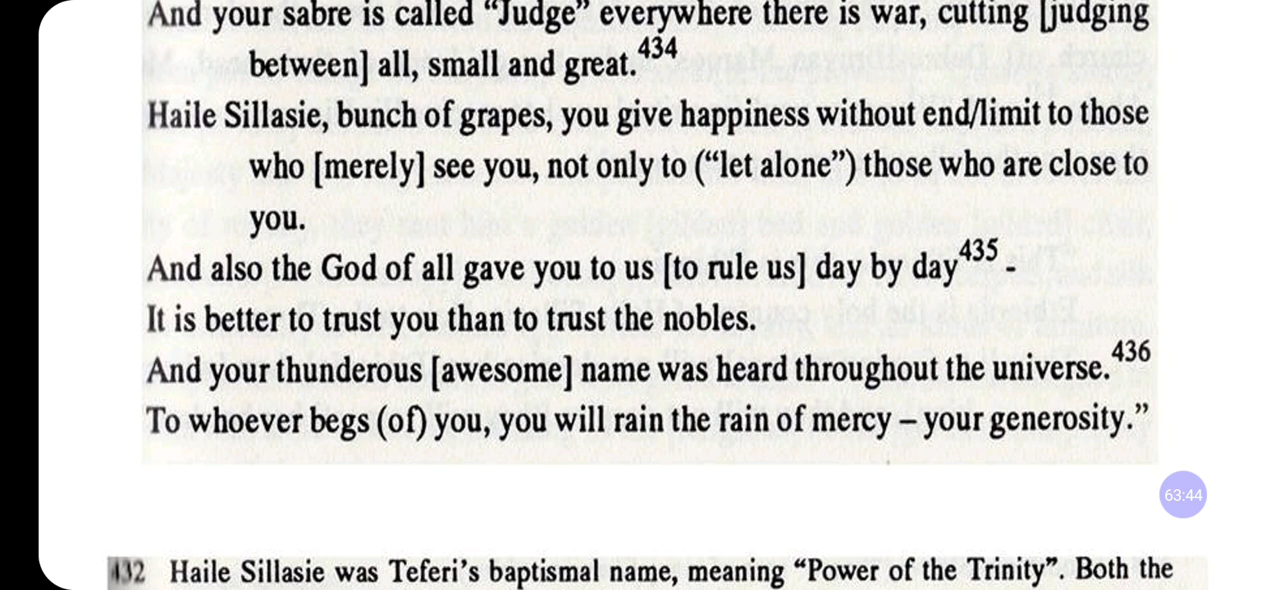 And your sabre is called “Judge” everywhere there is war, cutting [judging
between] all, small and great.434
Haile Sillasie, bunch of grapes, you give happiness without end/limit to those
who [merely] see you, not only to (“let alone”) those who are close to
you.
And also the God of all gave you to us [to rule us] day by day435 -
It is better to trust you than to trust the nobles.
And your thunderous [awesome] name was heard throughout the universe.436
To whoever begs (of) you, you will rain the rain of mercy – your generosity.”
63:44
432 Haile Sillasie was Teferi’s baptismal name, meaning “Power of the Trinity”. Both the